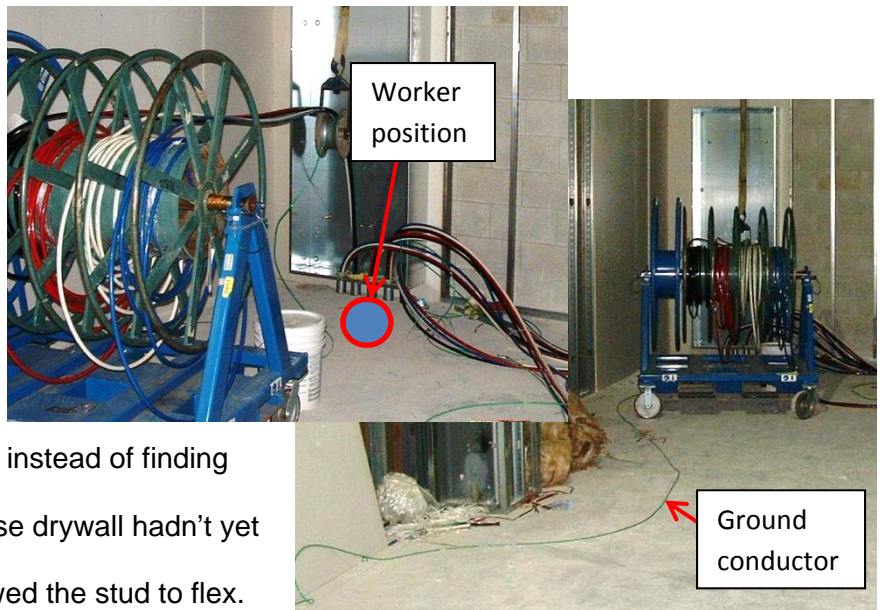 Worker
position
instead of finding
se drywall hadn’t yet
wed the stud to flex.
Ground
conductor